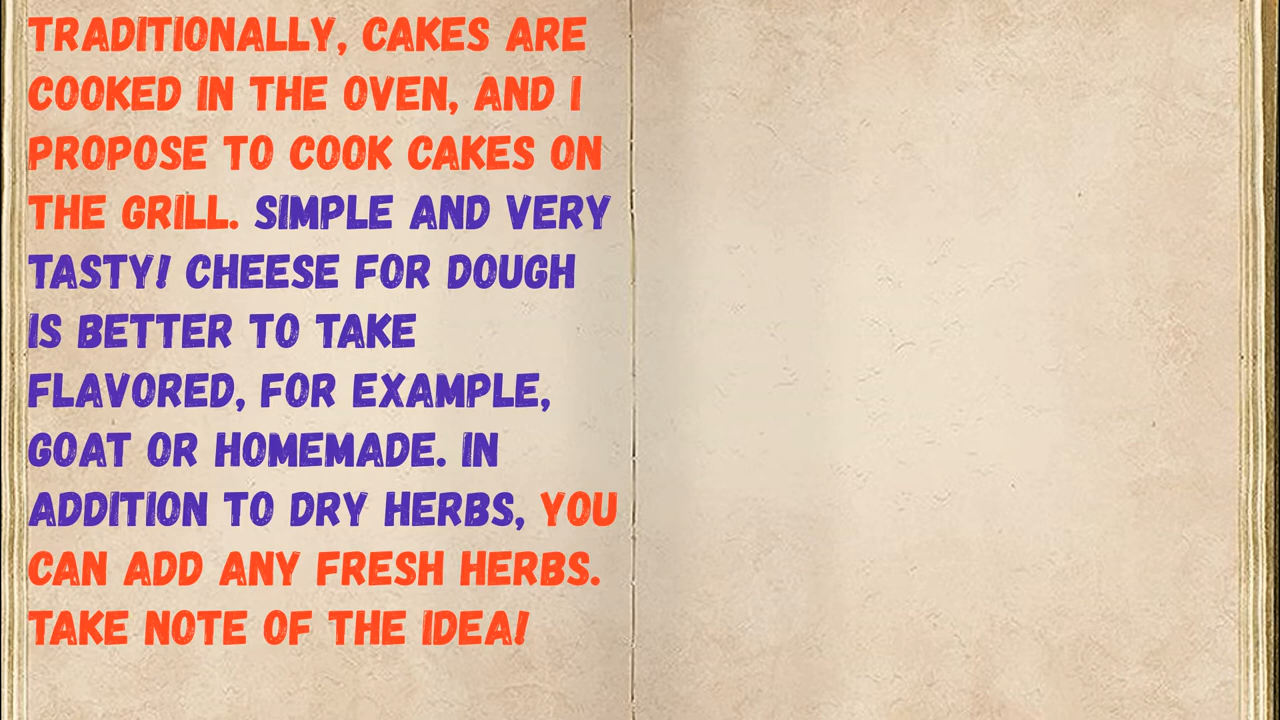 TRADITIONALLY, CAKES ARE
COOKED IN THE OVEN, AND I
PROPOSE TO COOK CAKES ON
THE GRILL. SIMPLE AND VERY
TASTY! CHEESE FOR DOUGH
IS BETTER TO TAKE
FLAVORED, FOR EXAMPLE,
GOAT OR HOMEMADE. IN
ADDITION TO DRY HERBS, YOU
CAN ADD ANY FRESH HERBS.
TAKE NOTE OF THE IDEA!